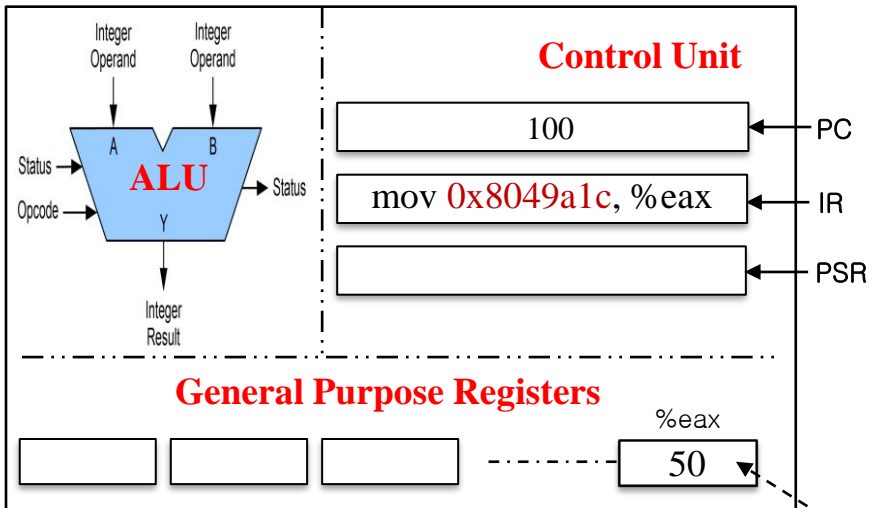 Integer
Operand
Integer
Operand
A
B
Status
ALU
Status
Opcode
Y
Integer
Result
Control Unit
100
PC
mov 0x8049a1c, %eax
IR
PSR
General Purpose Registers
%eax
50